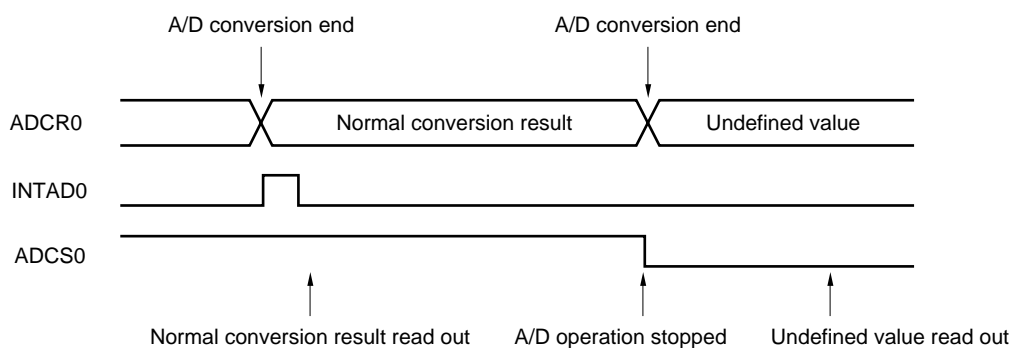 A/D conversion end
A/D conversion end
ADCR0
Normal conversion result
Undefined value
INTAD0
ADCS0
Normal conversion result read out
A/D operation stopped
Undefined value read out